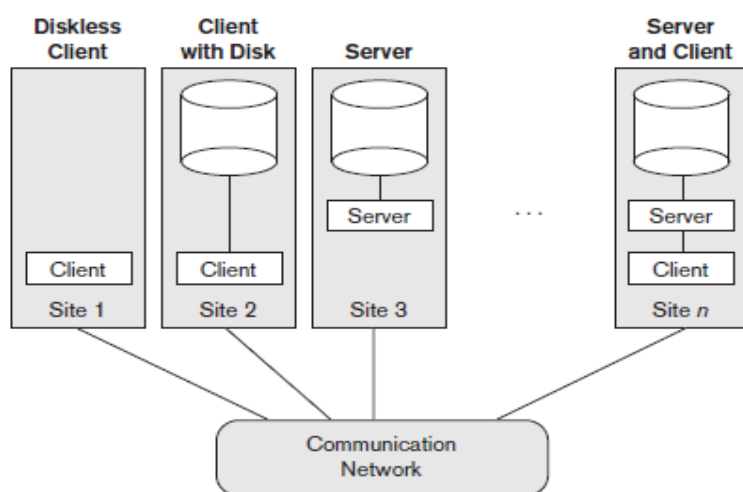 Diskless
Client
Client
with Disk
Server
Server
and Client
Client
Site 1
Client
Site 2
Server
Site 3
...
Server
Client
Site n
Communication
Network